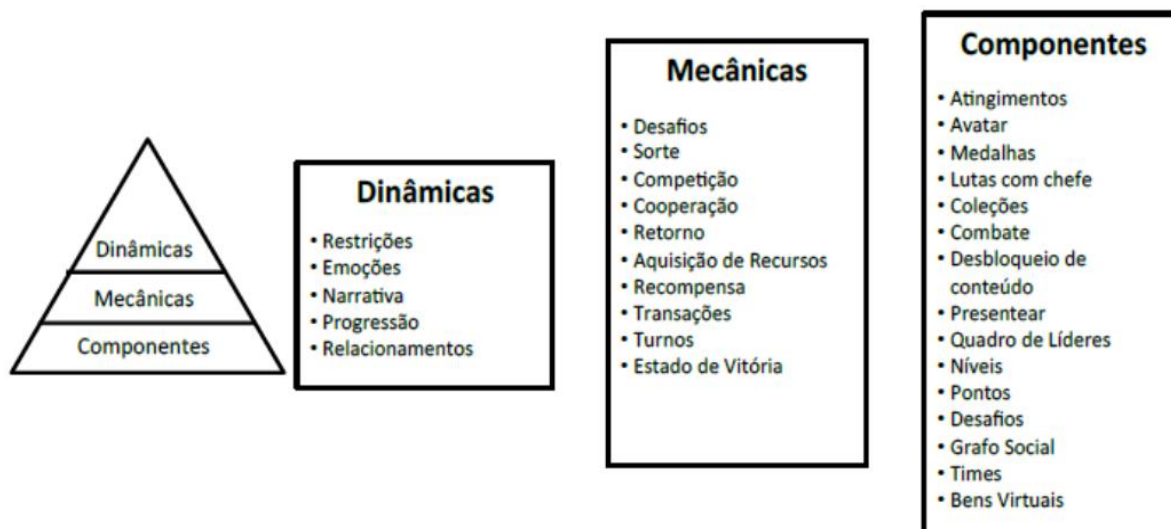 Dinâmicas
Mecânicas
Componentes
Dinâmicas
• Restrições
• Emoções
• Narrativa
• Progressão
• Relacionamentos
Mecânicas
• Desafios
• Sorte
• Competição
• Cooperação
• Retorno
• Aquisição de Recursos
• Recompensa
• Transações
• Turnos
• Estado de Vitória
Componentes
• Atingimentos
• Avatar
• Medalhas
• Lutas com chefe
• Coleções
• Combate
• Desbloqueio de
conteúdo
• Presentear
• Quadro de Líderes
• Níveis
• Pontos
• Desafios
• Grafo Social
• Times
• Bens Virtuais